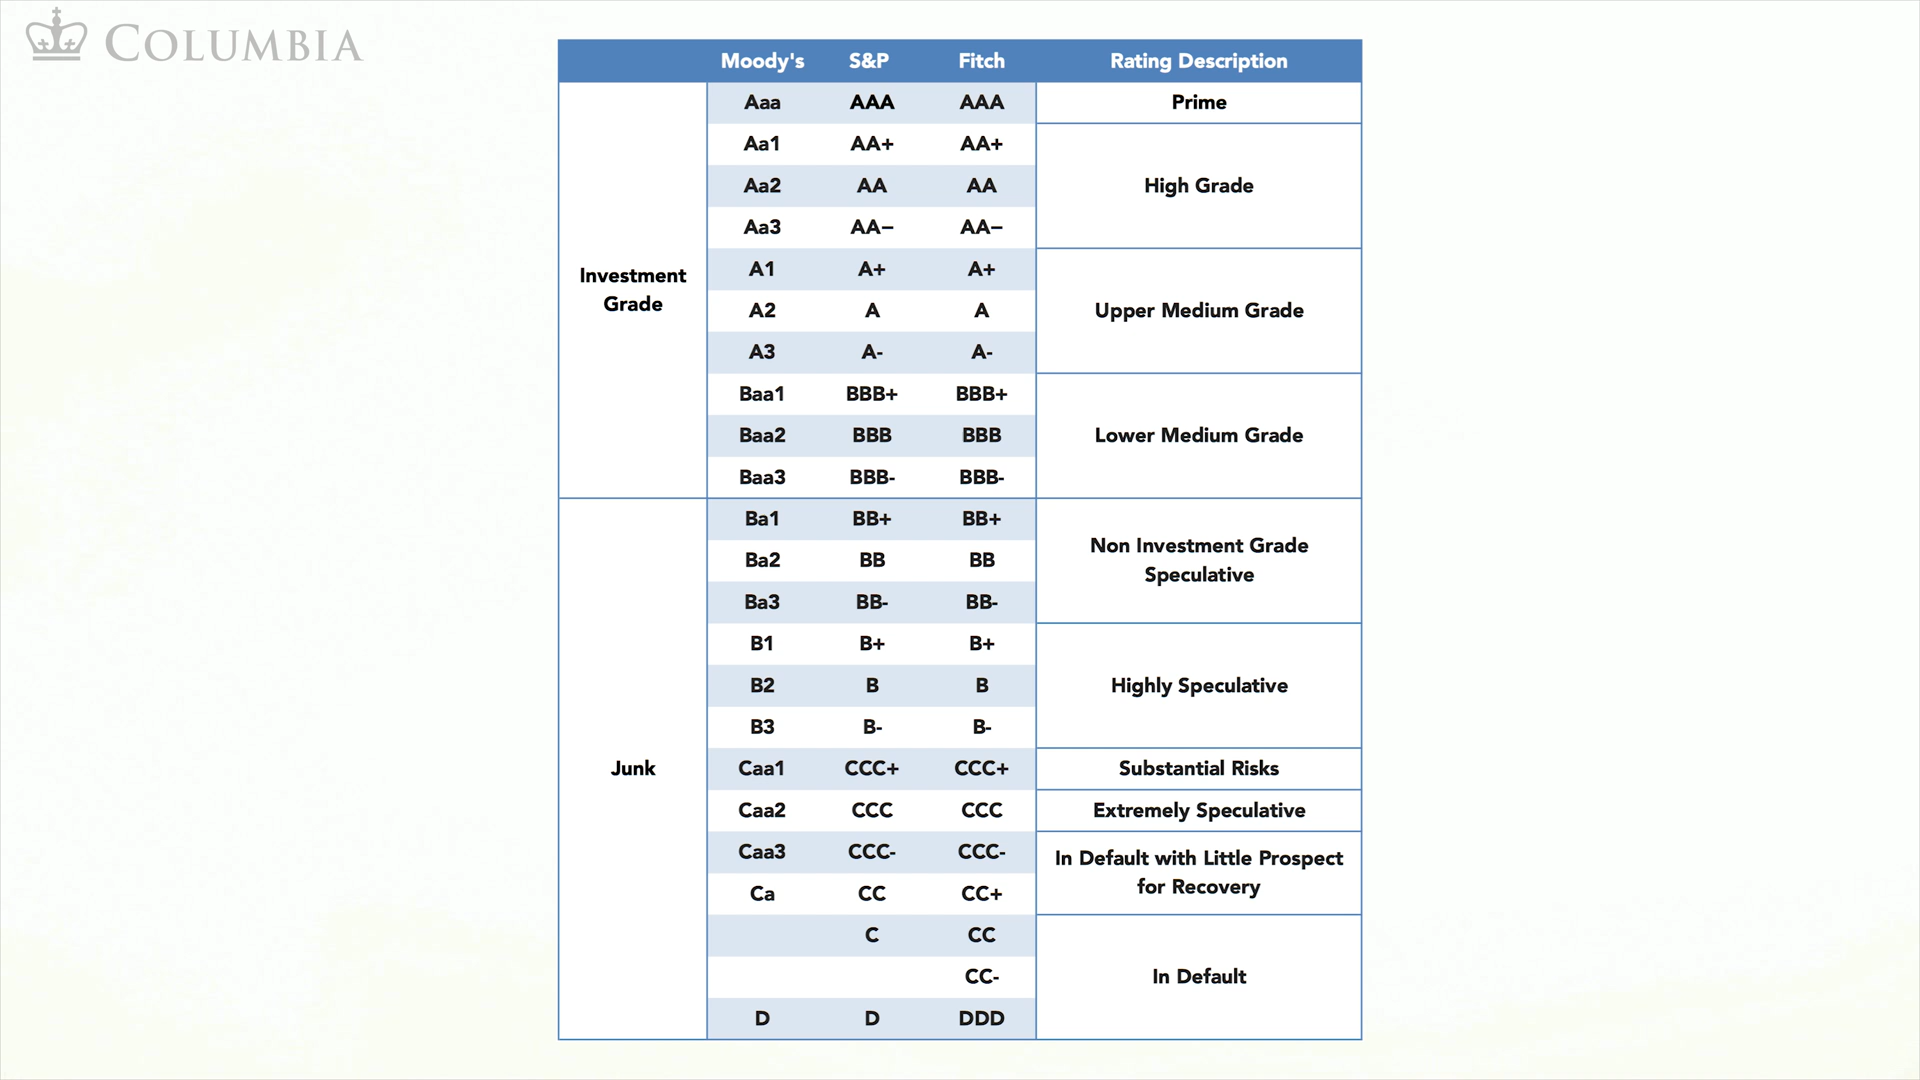 COLUMBIA
Moody's S&P Fitch Rating Description
Aaa AAA AAA Prime
Aa1 AA+ AA+
Aa2 AA AA High Grade
Aa3 AA– AA–
Investment
Grade
A1 A+ A+
A2 A A Upper Medium Grade
A3 A- A-
Baa1 BBB+ BBB+
Baa2 BBB BBB Lower Medium Grade
Baa3 BBB- BBB-
Ba1 BB+ BB+
Non Investment Grade
Speculative
Ba2 BB BB
Ba3 BB- BB-
B1 B+ B+
B2 B B Highly Speculative
B3 B- B-
Junk Caa1 CCC+ CCC+ Substantial Risks
Caa2 CCC CCC Extremely Speculative
Caa3 CCC- CCC-
In Default with Little Prospect
for Recovery
Ca CC CC+
C CC
CC- In Default
D D DDD